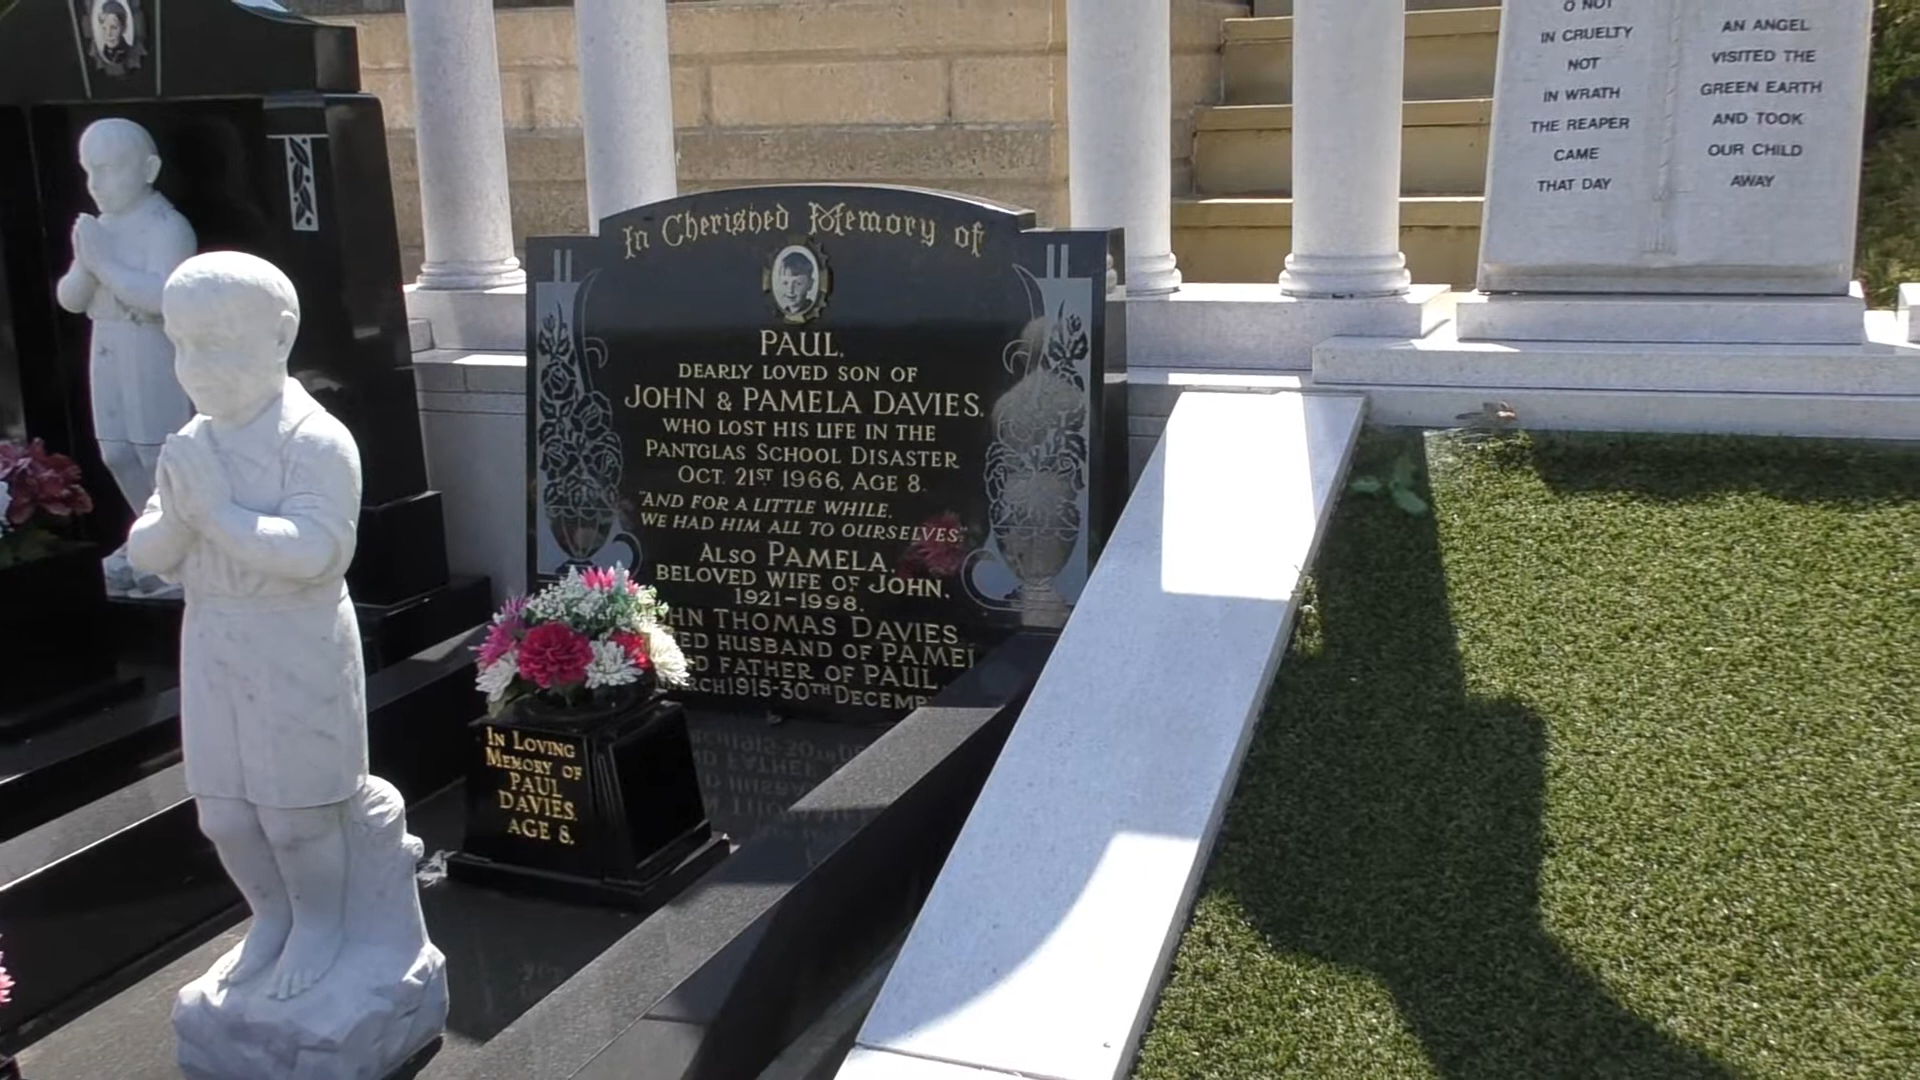 In Cherished Memory of
PAUL.
DEARLY LOVED SON OF
JOHN & PAMELA DAVIES.
WHO LOST HIS LIFE IN THE
PANTGLAS SCHOOL DISASTER
OCT. 21ST 1966, AGE 8.
"AND FOR A LITTLE WHILE,
WE HAD HIM ALL TO OURSELVES."
ALSO PAMELA.
BELOVED WIFE OF JOHN.
1921-1998.
THOMAS DAVIES
HUSBAND OF
FATHER OF PAUL
1915-30TH
IN LOVING
MEMORY OF
PAUL
DAVIES.
AGE 8.
O NOT
IN CRUELTY
NOT
IN WRATH
THE REAPER
CAME
THAT DAY
AN ANGEL
VISITED THE
GREEN EARTH
AND TOOK
OUR CHILD
AWAY